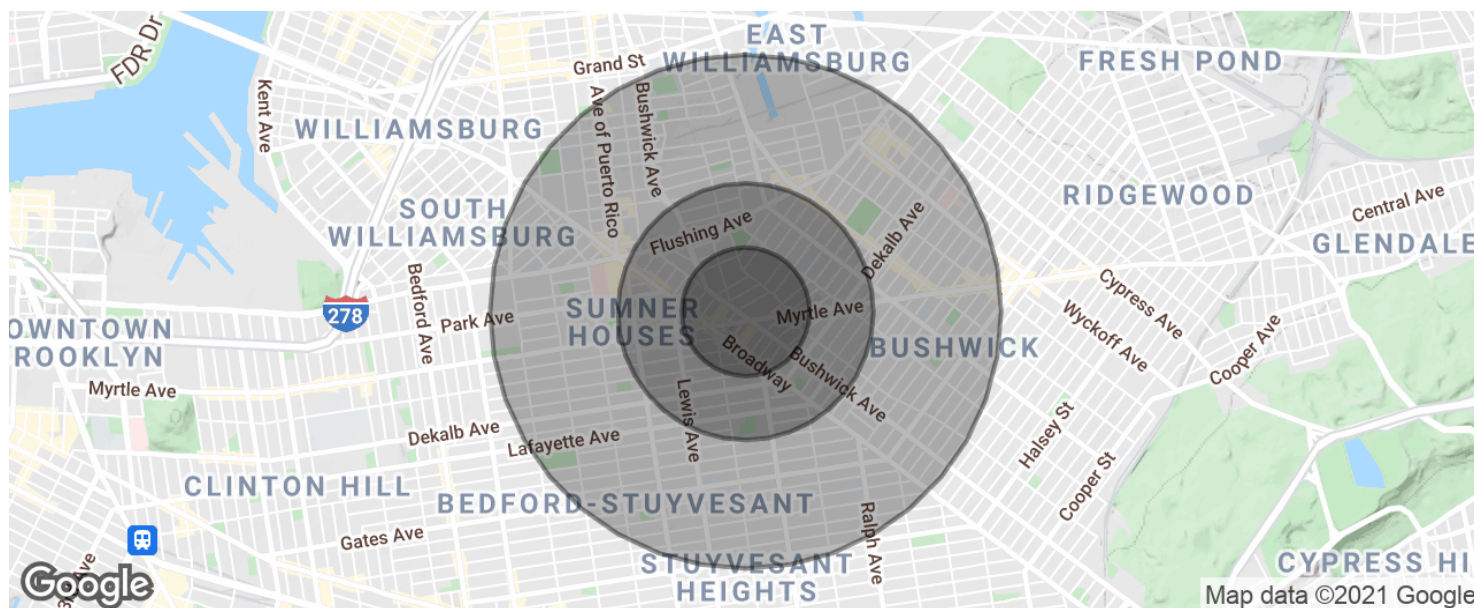 EAST
WILLIAMSBURG
FRESH POND
FDR Dr
Grand St
Kent Ave
Ave of Puerto Rico
Bushwick Ave
WILLIAMSBURG
RIDGEWOOD
Central Ave
SOUTH
WILLIAMSBURG
Flushing Ave
Dekalb Ave
GLENDALE
Bedford Ave
278
Park Ave
SUMNER
HOUSES
Myrtle Ave
Cypress Ave
Wyckoff Ave
OWNTOWN
ROOKLYN
BUSHWICK
Cooper Ave
Broadway
Bushwick Ave
Myrtle Ave
Lewis Ave
Dekalb Ave
Lafayette Ave
Halsey St
Cooper St
CLINTON HILL
BEDFORD-STUYVESANT
Gates Ave
Ralph Ave
STUYVESANT
HEIGHTS
CYPRESS HI
Google
Map data ©2021 Google